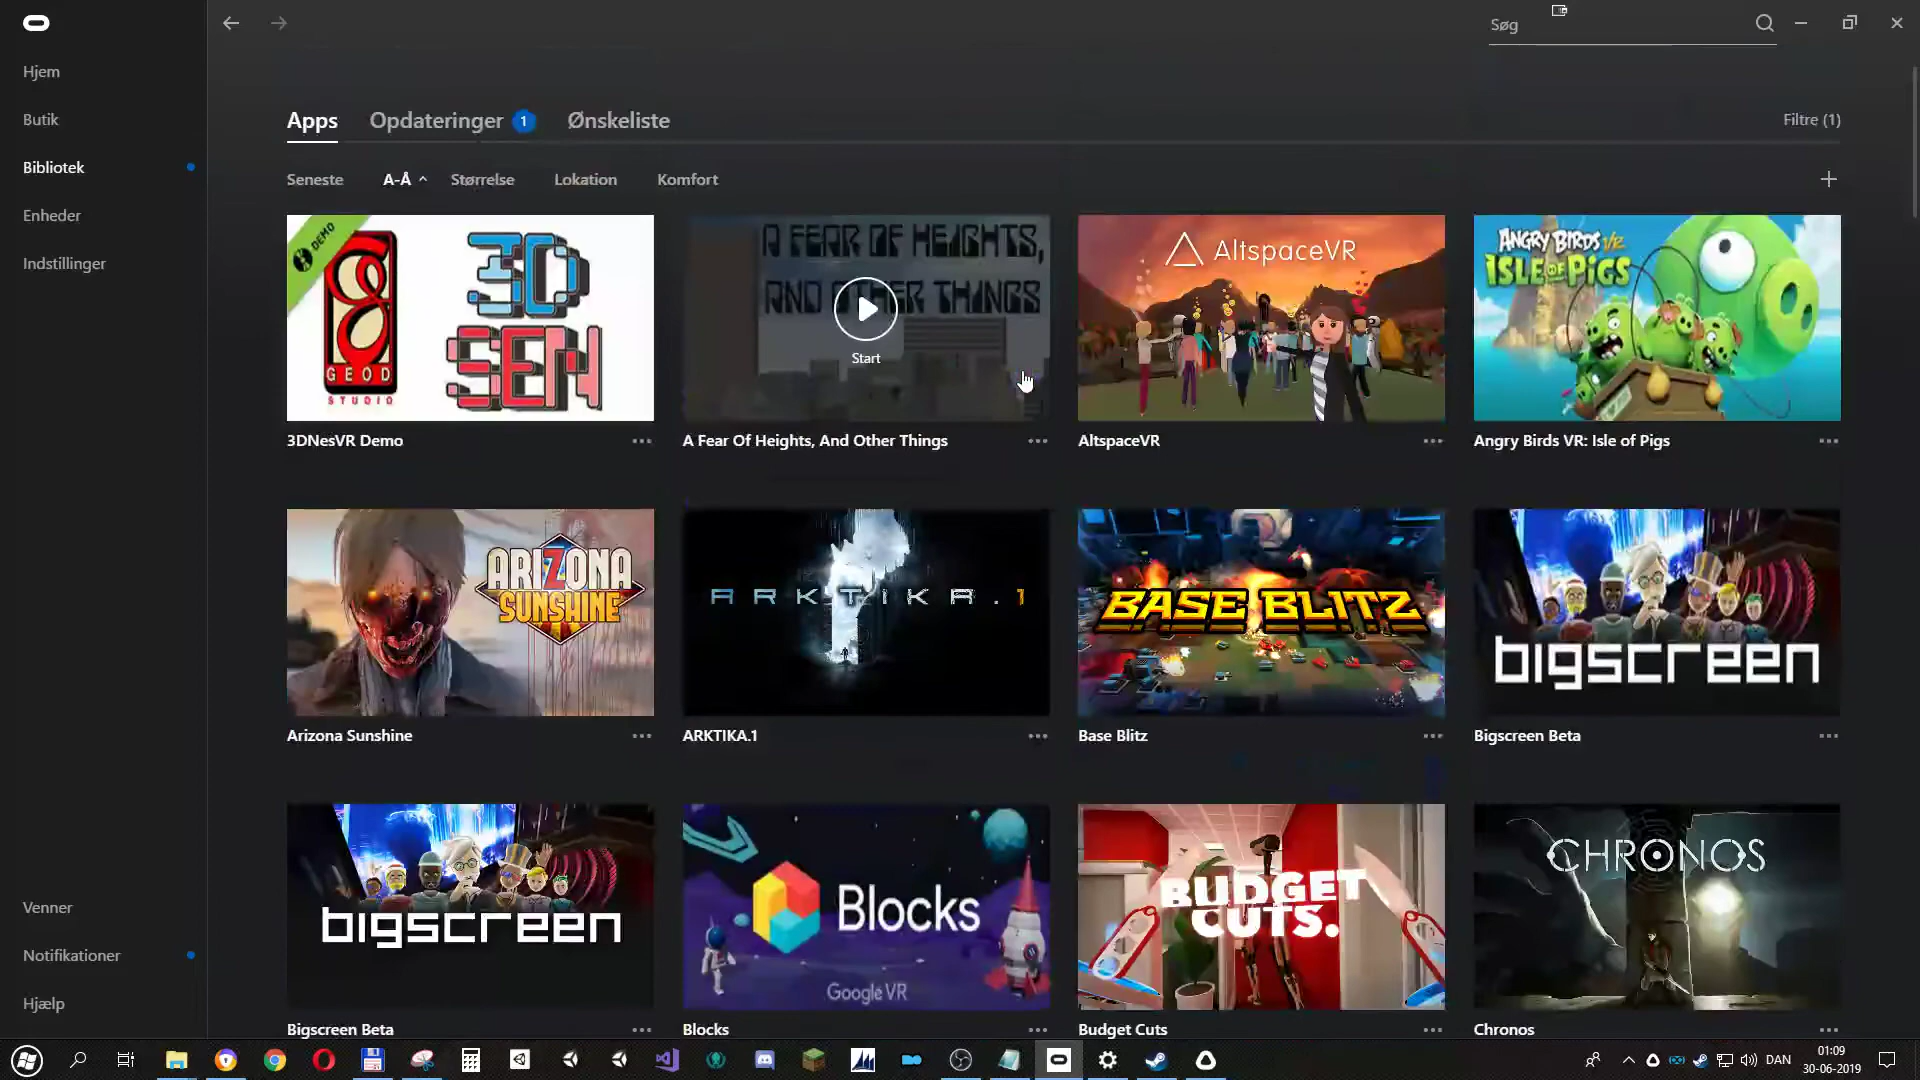 Søg
Hjem
Butik
Bibliotek
Enheder
Indstillinger
Venner
Notifikationer
Hjælp
Apps
Opdateringer 1
Ønskeliste
Filtre (1)
Seneste
A-Å
Størrelse
Lokation
Komfort
DEMO
GEOD
STUDIO
3D
SEN
A FEAR OF HEIGHTS,
AND OTHER THINGS
Start
AltspaceVR
ANGRY BIRDS VR
ISLE OF PIGS
3DNesVR Demo
A Fear Of Heights, And Other Things
AltspaceVR
Angry Birds VR: Isle of Pigs
ARIZONA
SUNSHINE
ARKTIKA.1
BASE BLITZ
bigscreen
Arizona Sunshine
ARKTIKA.1
Base Blitz
Bigscreen Beta
bigscreen
Blocks
Google VR
BUDGET
CUTS.
CHRONOS
Bigscreen Beta
Blocks
Budget Cuts
Chronos
DAN
01:09
30-06-2019